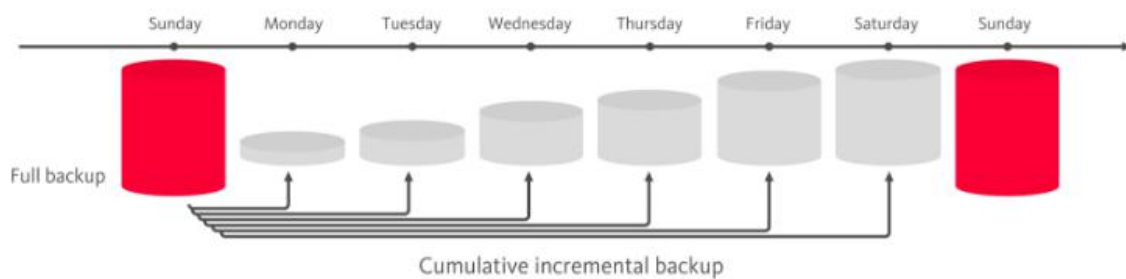 Sunday Monday Tuesday Wednesday Thursday Friday Saturday Sunday
Full backup
Cumulative incremental backup